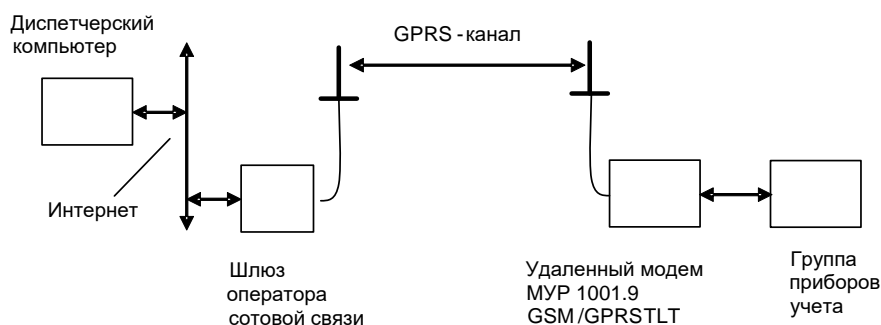 Диспетчерский
компьютер
GPRS - канал
Интернет
Шлюз
оператора
сотовой связи
Удаленный модем
МУР 1001.9
GSM /GPRSTLT
Группа
приборов
учета